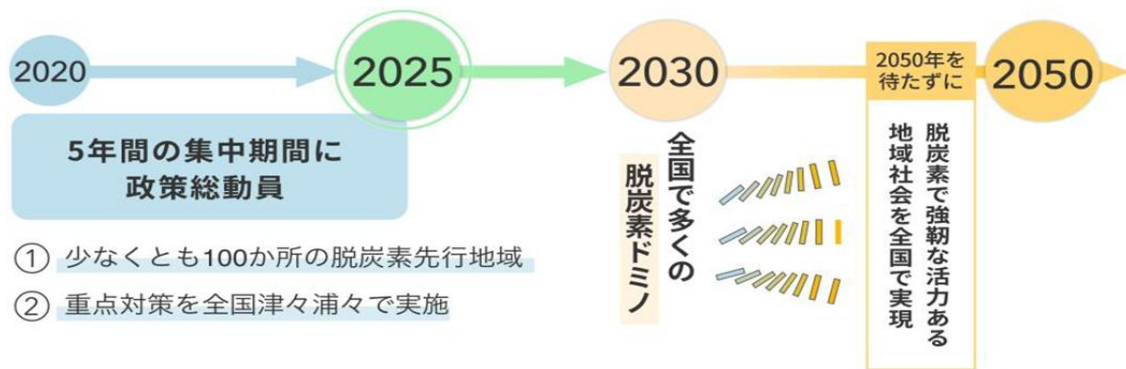 2020
2025
2030
2050年を
待たずに
2050
5年間の集中期間に
政策総動員
① 少なくとも100か所の脱炭素先行地域
② 重点対策を全国津々浦々で実施
全国で多くの
脱炭素ドミノ
脱炭素で強靭な活力ある
地域社会を全国で実現